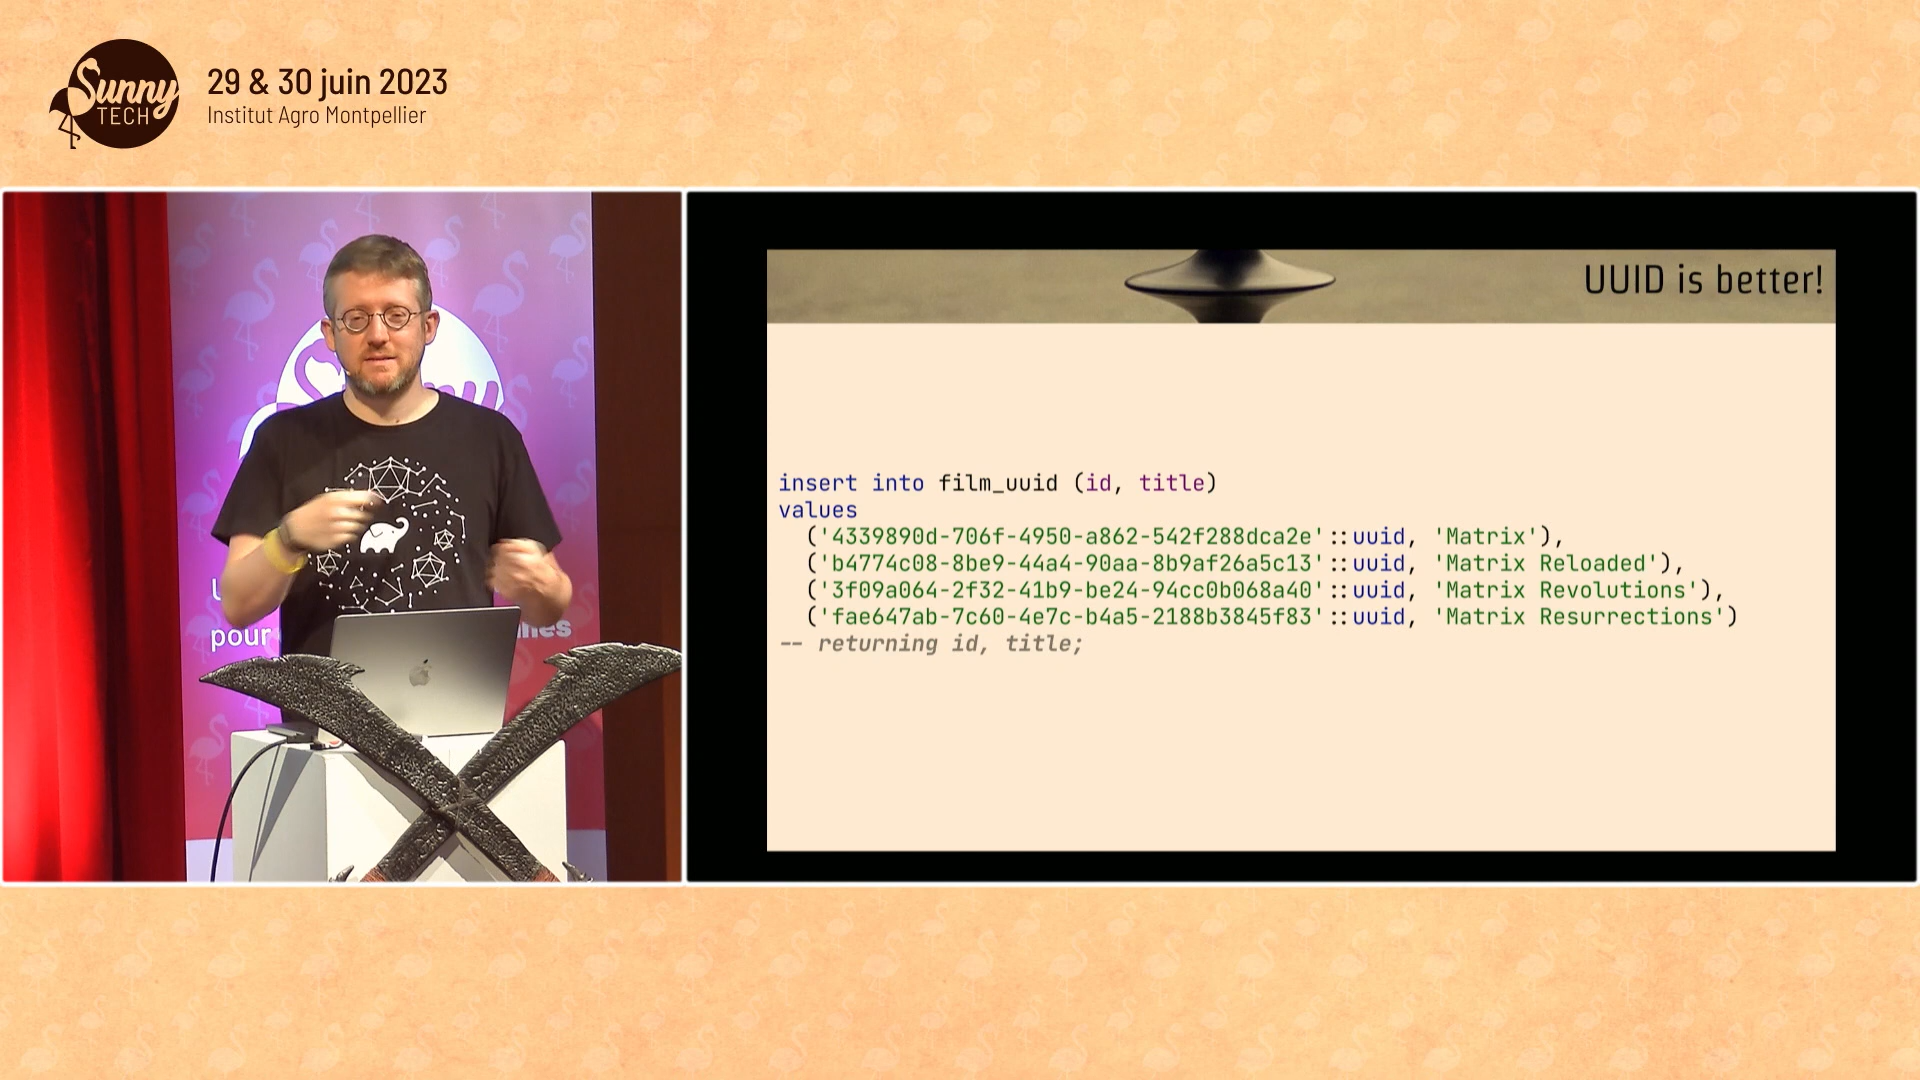 Sunny
TECH
29 & 30 juin 2023
Institut Agro Montpellier
pour
UUID is better!
insert into film_uuid (id, title)
values
('4339890d-706f-4950-a862-542f288dca2e'::uuid, 'Matrix'),
('b4774c08-8be9-44a4-90aa-8b9af26a5c13'::uuid, 'Matrix Reloaded'),
('3f09a064-2f32-41b9-be24-94cc0b068a40'::uuid, 'Matrix Revolutions'),
('fae647ab-7c60-4e7c-b4a5-2188b3845f83'::uuid, 'Matrix Resurrections')
-- returning id, title;